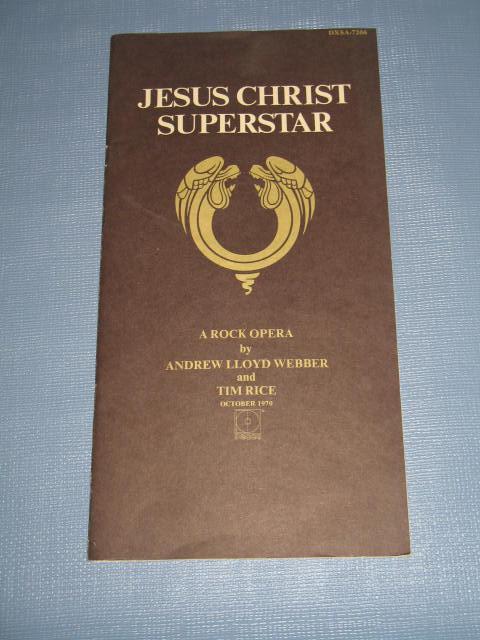 DXSA-7206
JESUS CHRIST
SUPERSTAR
A ROCK OPERA
by
ANDREW LLOYD WEBBER
and
TIM RICE
OCTOBER 1970